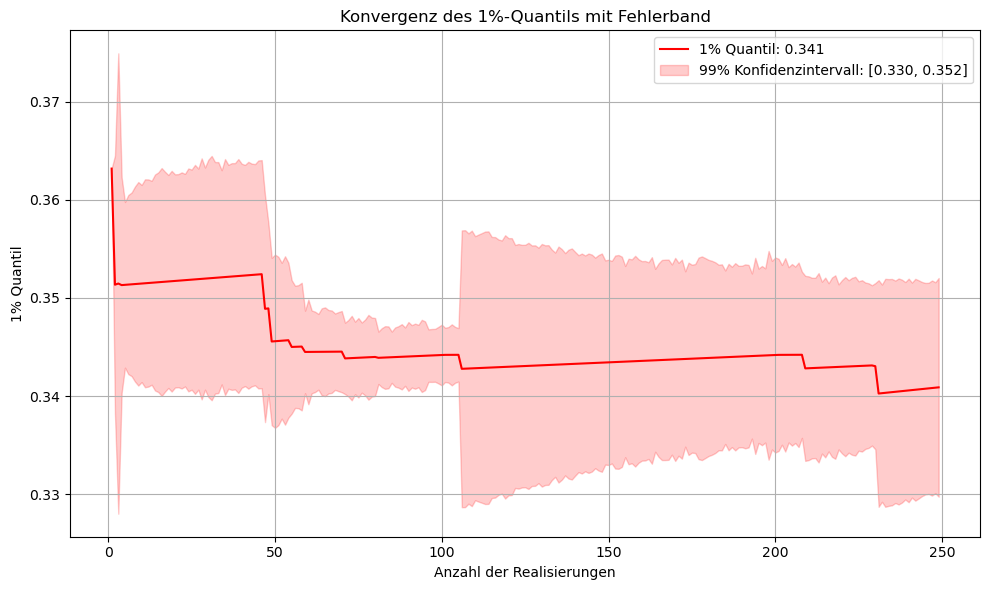 Konvergenz des 1%-Quantils mit Fehlerband
1% Quantil: 0.341
99% Konfidenzintervall: [0.330, 0.352]
0.37
0.36
0.35
0.34
0.33
1% Quantil
0
50
100
150
200
250
Anzahl der Realisierungen